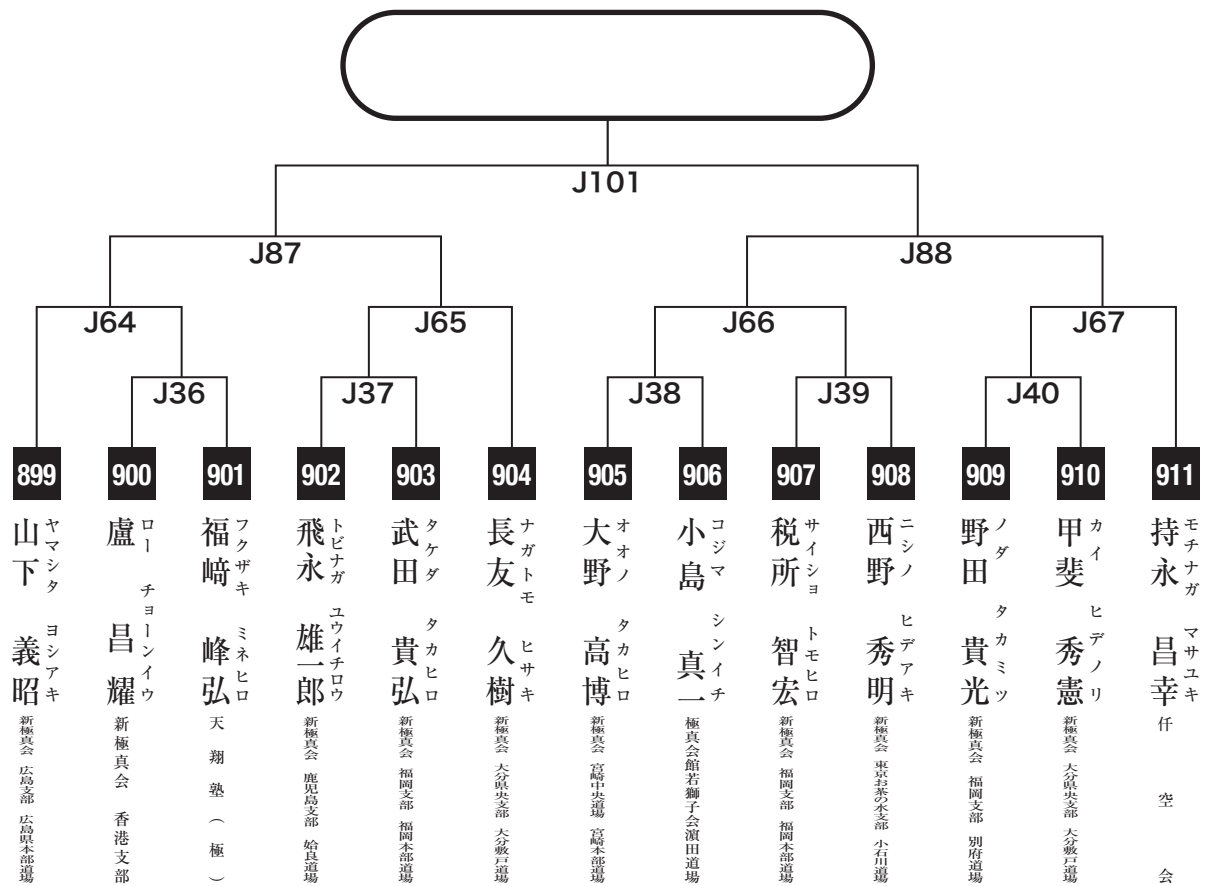 J101
J87
J88
J64
J65
J66
J67
J36
J37
J38
J39
J40
899
900
901
902
903
904
905
906
907
908
909
910
911
山下 義昭
ヤマシタ ヨシアキ
新極真会 広島支部 広島県本部道場
盧 昌耀
ロー チョーンイウ
新極真会 香港支部
福﨑 峰弘
フクザキ ミネヒロ
天翔塾(極)
飛永 雄一郎
トビナガ ユウイチロウ
新極真会 鹿児島支部 姶良道場
武田 貴弘
タケダ タカヒロ
新極真会 福岡支部 福岡本部道場
長友 久樹
ナガトモ ヒサキ
新極真会 大分県央支部 大分敷戸道場
大野 高博
オオノ タカヒロ
新極真会 宮崎中央道場 宮崎本部道場
小島 真一
コジマ シンイチ
極真会館若獅子会濵田道場
税所 智宏
サイショ トモヒロ
新極真会 福岡支部 福岡本部道場
西野 秀明
ニシノ ヒデアキ
新極真会 東京お茶の水支部 小石川道場
野田 貴光
ノダ タカミツ
新極真会 福岡支部 別府道場
甲斐 秀憲
カイ ヒデノリ
新極真会 大分県央支部 大分敷戸道場
持永 昌幸
モチナガ マサユキ
仟空会